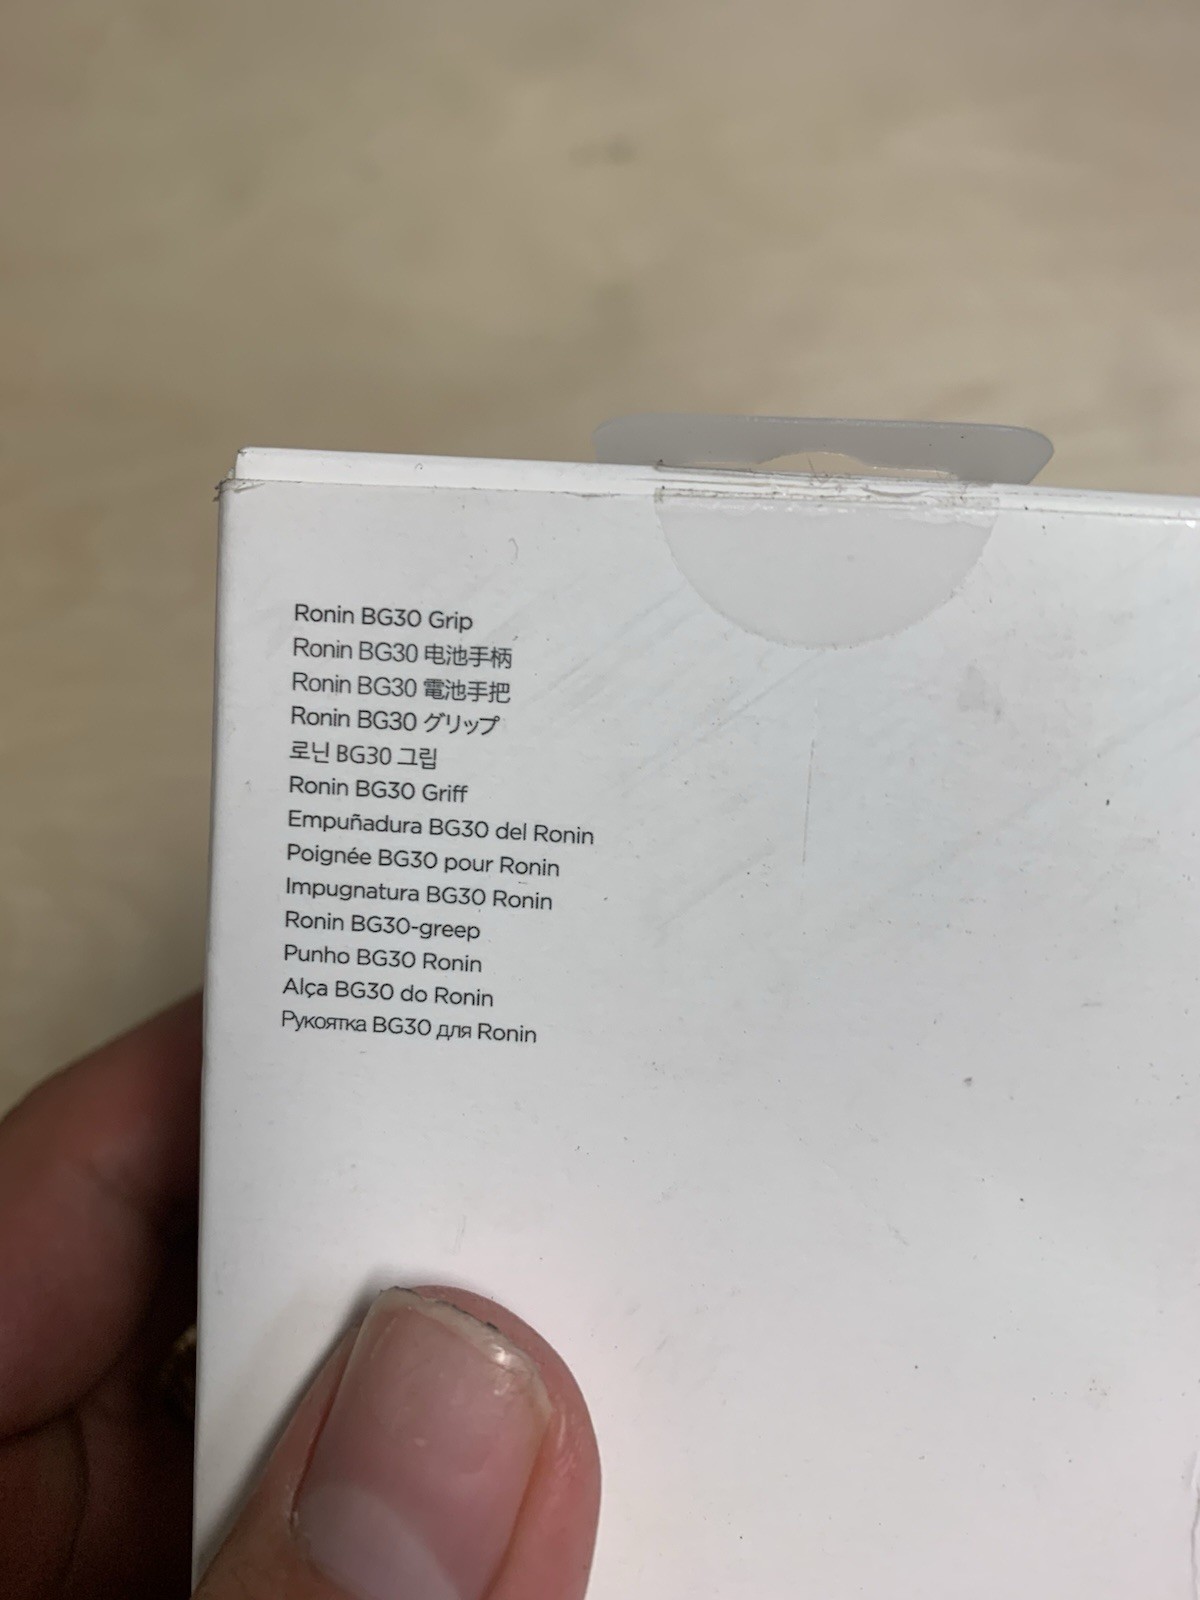 Ronin BG30 Grip
Ronin BG30 电池手柄
Ronin BG30 電池手把
Ronin BG30 グリップ
로닌 BG30 그립
Ronin BG30 Griff
Empuñadura BG30 del Ronin
Poignée BG30 pour Ronin
Impugnatura BG30 Ronin
Ronin BG30-greep
Punho BG30 Ronin
Alça BG30 do Ronin
Рукоятка BG30 для Ronin